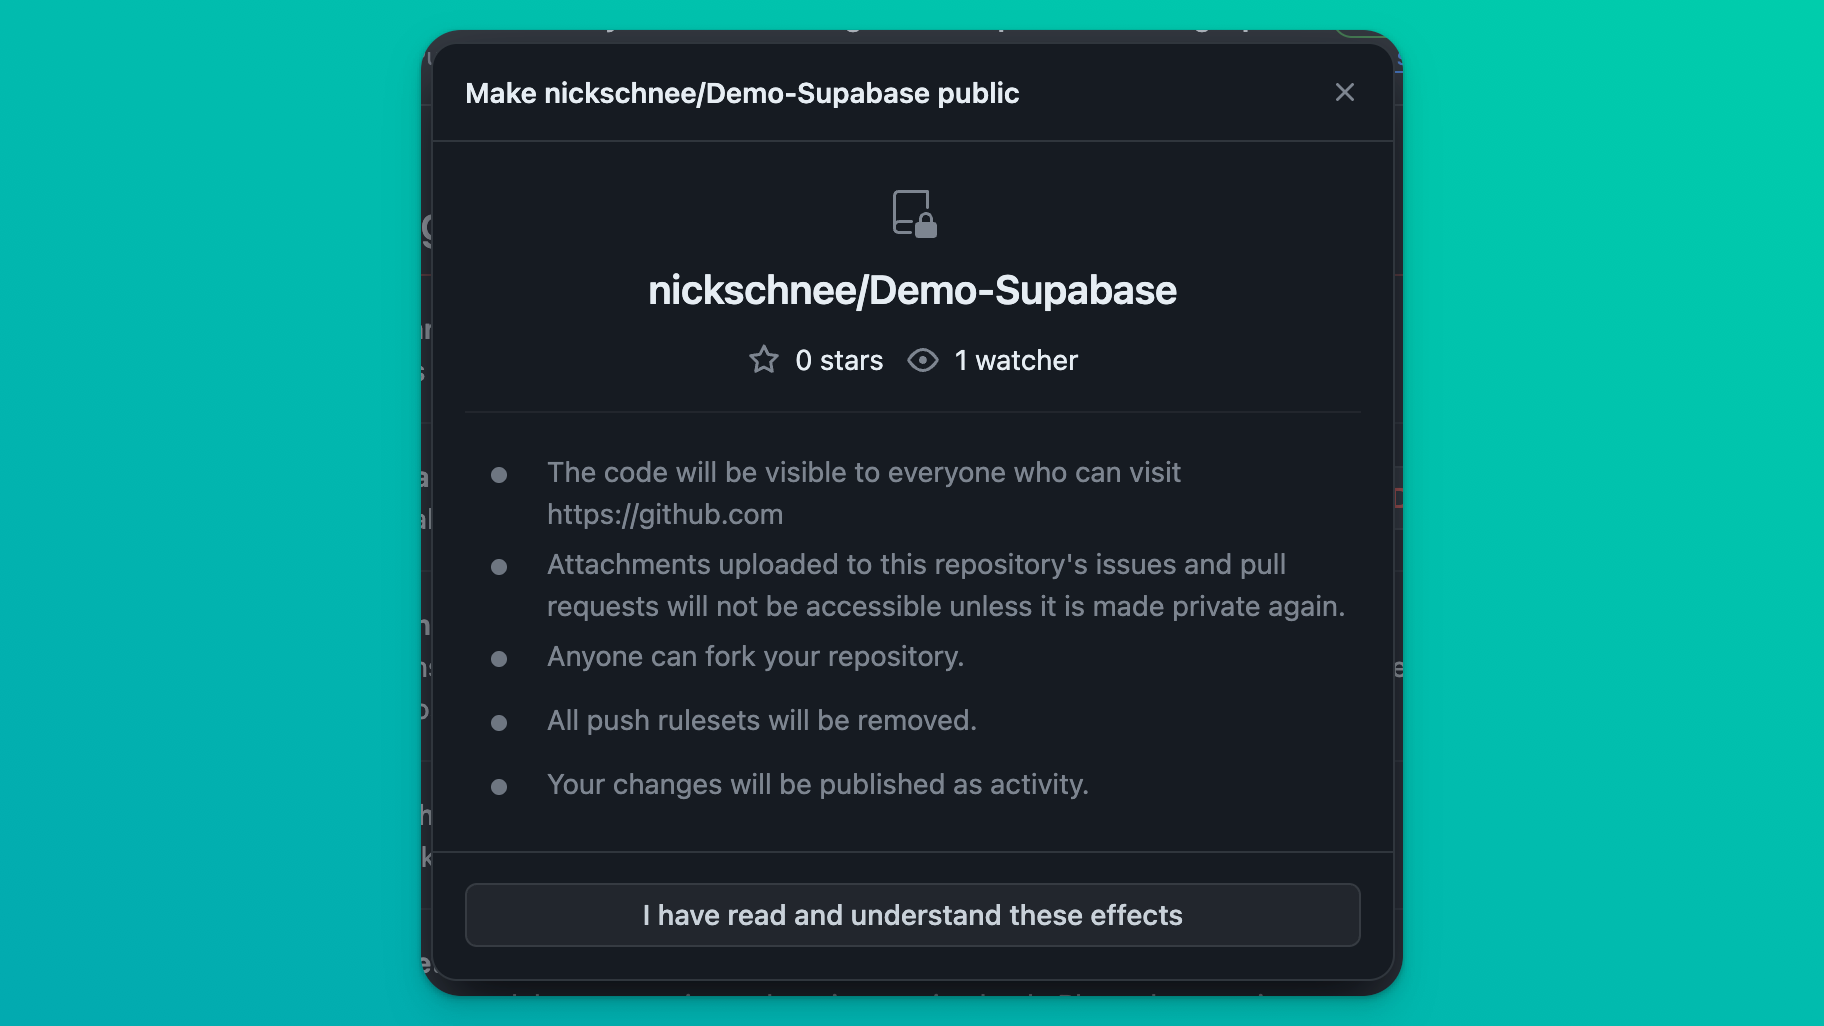 Make nickschnee/Demo-Supabase public
nickschnee/Demo-Supabase
0 stars 1 watcher
The code will be visible to everyone who can visit
https://github.com
Attachments uploaded to this repository's issues and pull
requests will not be accessible unless it is made private again.
Anyone can fork your repository.
All push rulesets will be removed.
Your changes will be published as activity.
I have read and understand these effects